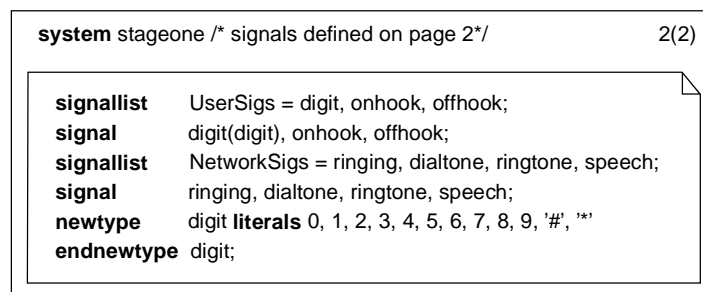 system stageone /* signals defined on page 2*/ 2(2)
signallist UserSigs = digit, onhook, offhook;
signal digit(digit), onhook, offhook;
signallist NetworkSigs = ringing, dialtone, ringtone, speech;
signal ringing, dialtone, ringtone, speech;
newtype digit literals 0, 1, 2, 3, 4, 5, 6, 7, 8, 9, ’#’, ’*’
endnewtype digit;